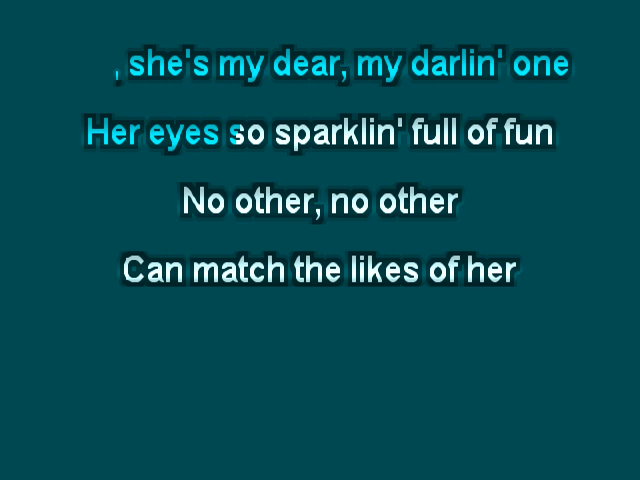 , she's my dear, my darlin' one
Her eyes so sparklin' full of fun
No other, no other
Can match the likes of her